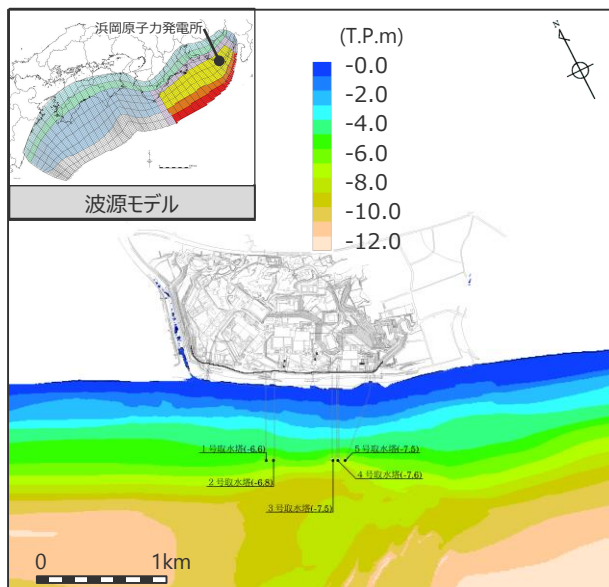 浜岡原子力発電所
波源モデル
(T.P.m)
-0.0
-2.0
-4.0
-6.0
-8.0
-10.0
-12.0
N
1号取水塔(-6.6)
5号取水塔(-7.5)
2号取水塔(-6.8)
4号取水塔(-7.6)
3号取水塔(-7.5)
0 1km